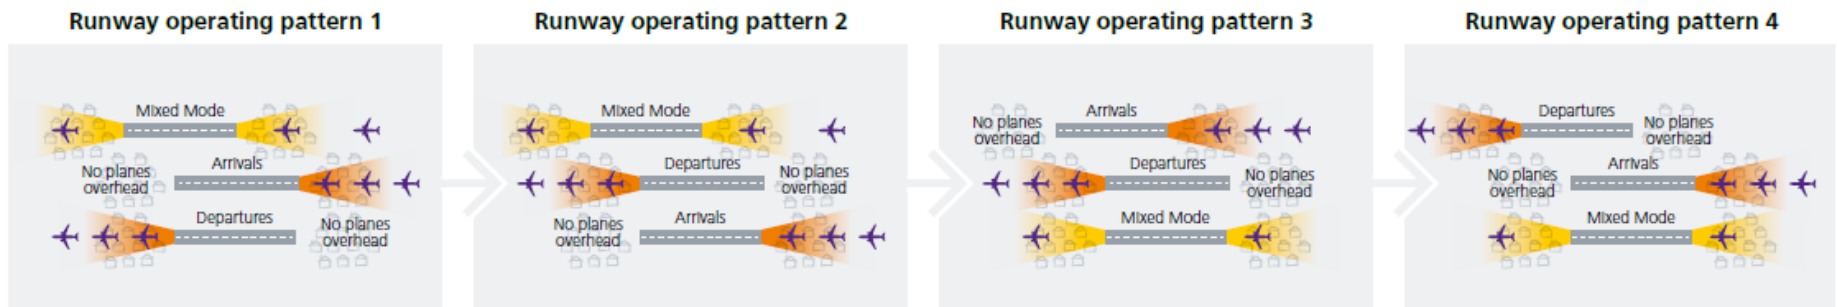 Runway operating pattern 1
Mixed Mode
Arrivals
No planes
overhead
Departures
No planes
overhead
Runway operating pattern 2
Mixed Mode
Departures
No planes
overhead
No planes
overhead
Arrivals
Runway operating pattern 3
Arrivals
No planes
overhead
Departures
No planes
overhead
Mixed Mode
Runway operating pattern 4
Departures
No planes
overhead
Arrivals
No planes
overhead
Mixed Mode